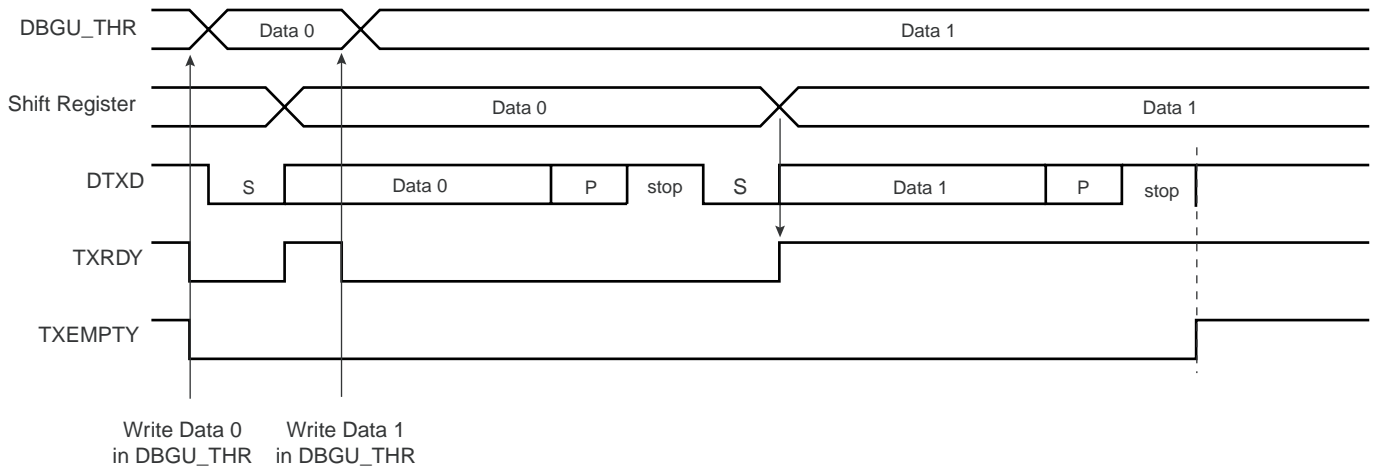 DBGU_THR
Data 0
Data 1
Shift Register
Data 0
Data 1
DTXD
S
Data 0
P
stop
S
Data 1
P
stop
TXRDY
TXEMPTY
Write Data 0
in DBGU_THR
Write Data 1
in DBGU_THR